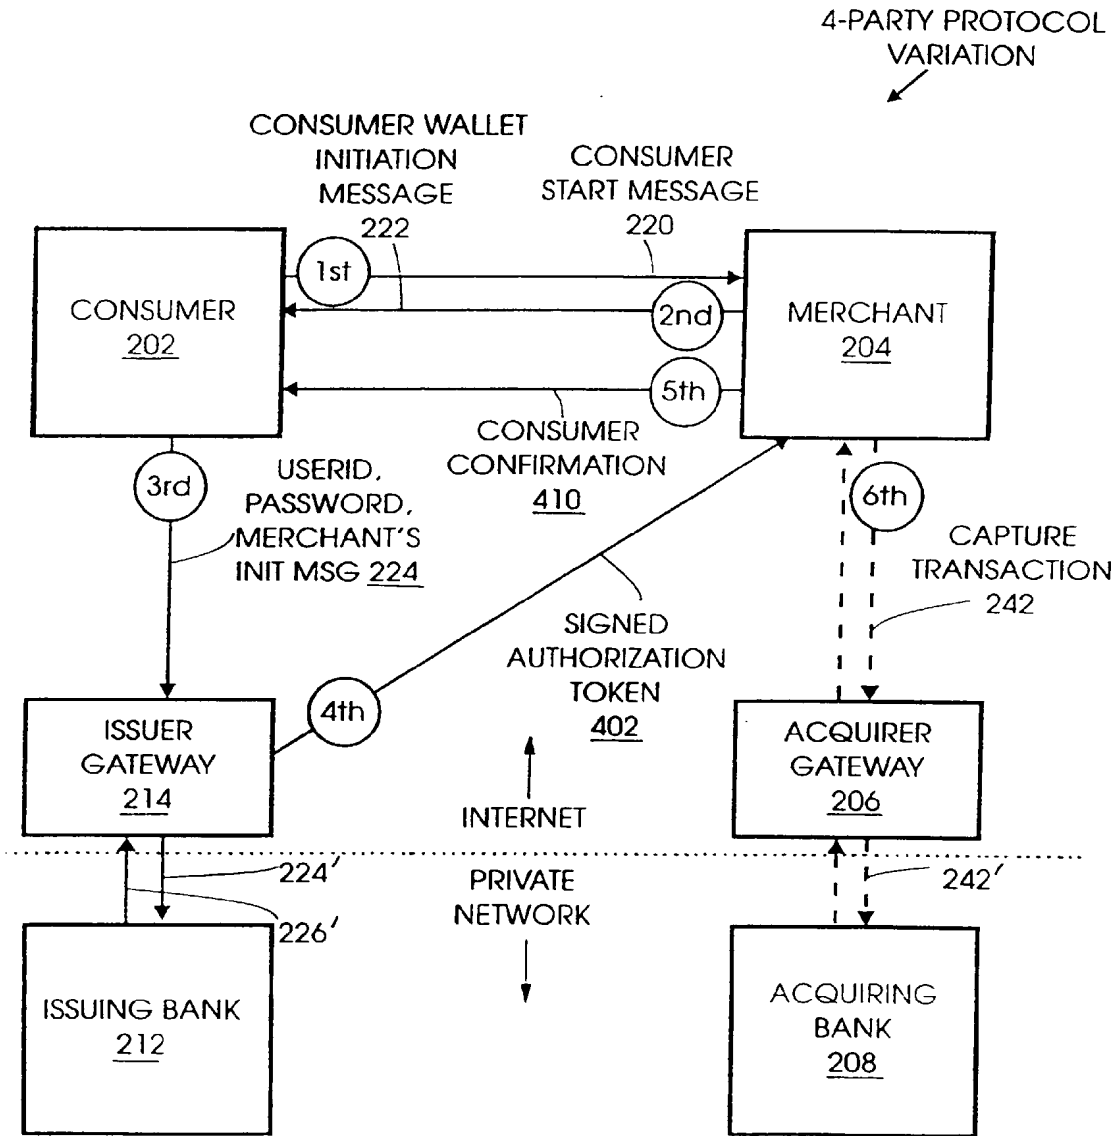 4-PARTY PROTOCOL
VARIATION
CONSUMER WALLET
INITIATION
MESSAGE
222
CONSUMER
START MESSAGE
220
1st
2nd
CONSUMER
202
MERCHANT
204
5th
CONSUMER
CONFIRMATION
410
3rd
USERID,
PASSWORD,
MERCHANT'S
INIT MSG 224
6th
CAPTURE
TRANSACTION
242
SIGNED
AUTHORIZATION
TOKEN
402
4th
ISSUER
GATEWAY
214
ACQUIRER
GATEWAY
206
INTERNET
224'
226'
PRIVATE
NETWORK
242'
ISSUING BANK
212
ACQUIRING
BANK
208